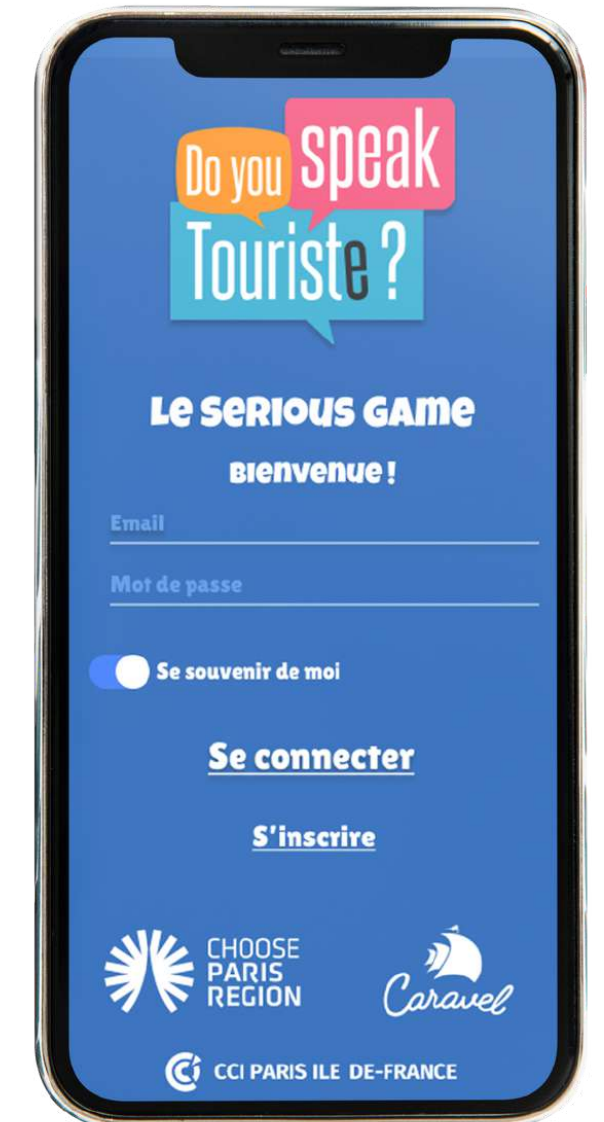 Do you speak
Touriste ?
Le serious game
Bienvenue !
Email
Mot de passe
Se souvenir de moi
Se connecter
S'inscrire
CHOOSE
PARIS
REGION
Caravel
CCI PARIS ILE DE-FRANCE